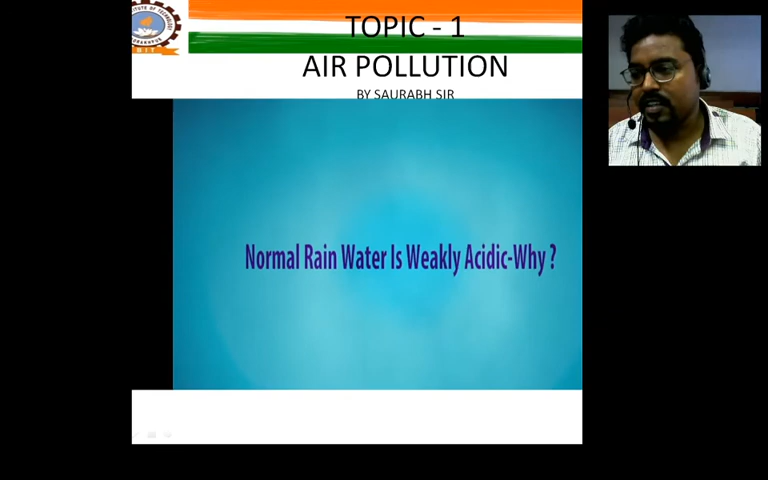 TOPIC - 1
AIR POLLUTION
BY SAURABH SIR
Normal Rain Water Is Weakly Acidic-Why ?